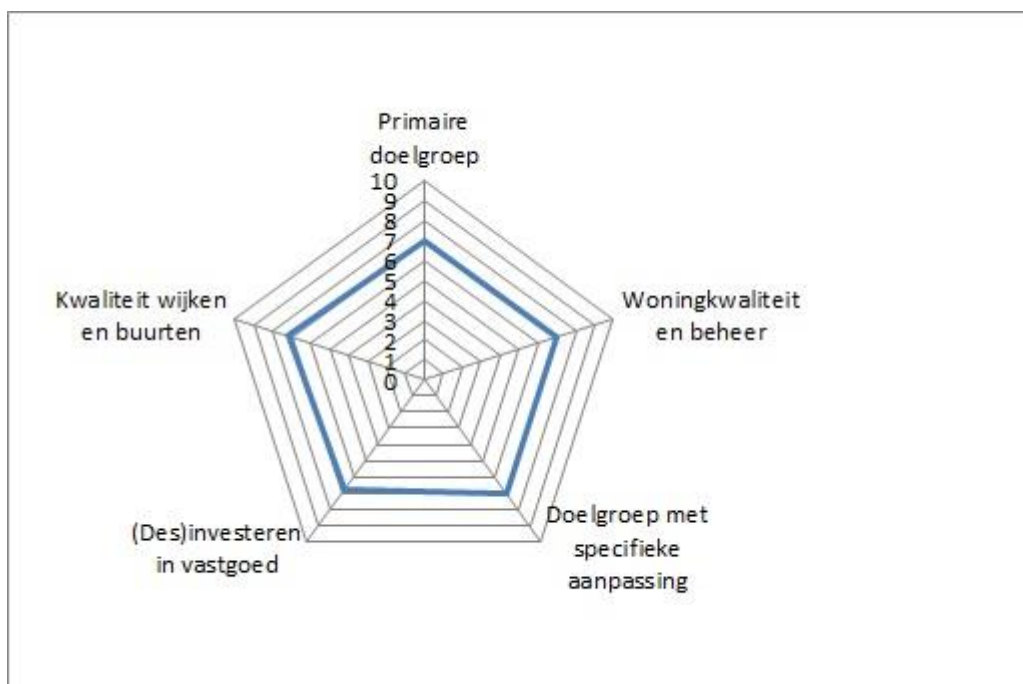 Primaire
doelgroep
10
9
8
7
6
5
4
3
2
1
0
Kwaliteit wijken
en buurten
Woningkwaliteit
en beheer
(Des)investeren
in vastgoed
Doelgroep met
specifieke
aanpassing